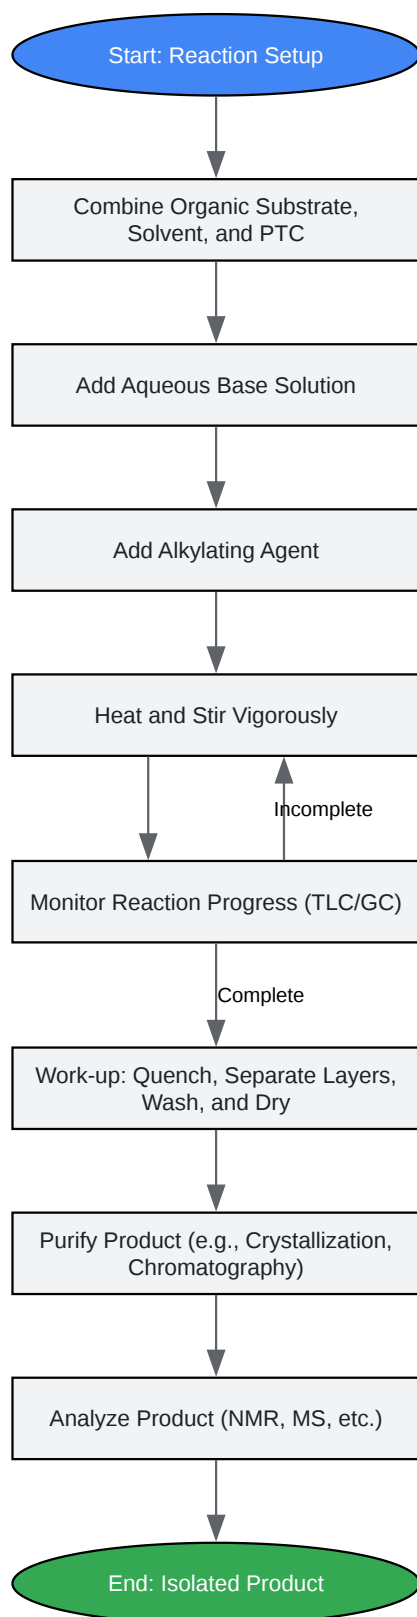 Start: Reaction Setup
Combine Organic Substrate,
Solvent, and PTC
Add Aqueous Base Solution
Add Alkylating Agent
Heat and Stir Vigorously
Incomplete
Monitor Reaction Progress (TLC/GC)
Complete
Work-up: Quench, Separate Layers,
Wash, and Dry
Purify Product (e.g., Crystallization,
Chromatography)
Analyze Product (NMR, MS, etc.)
End: Isolated Product